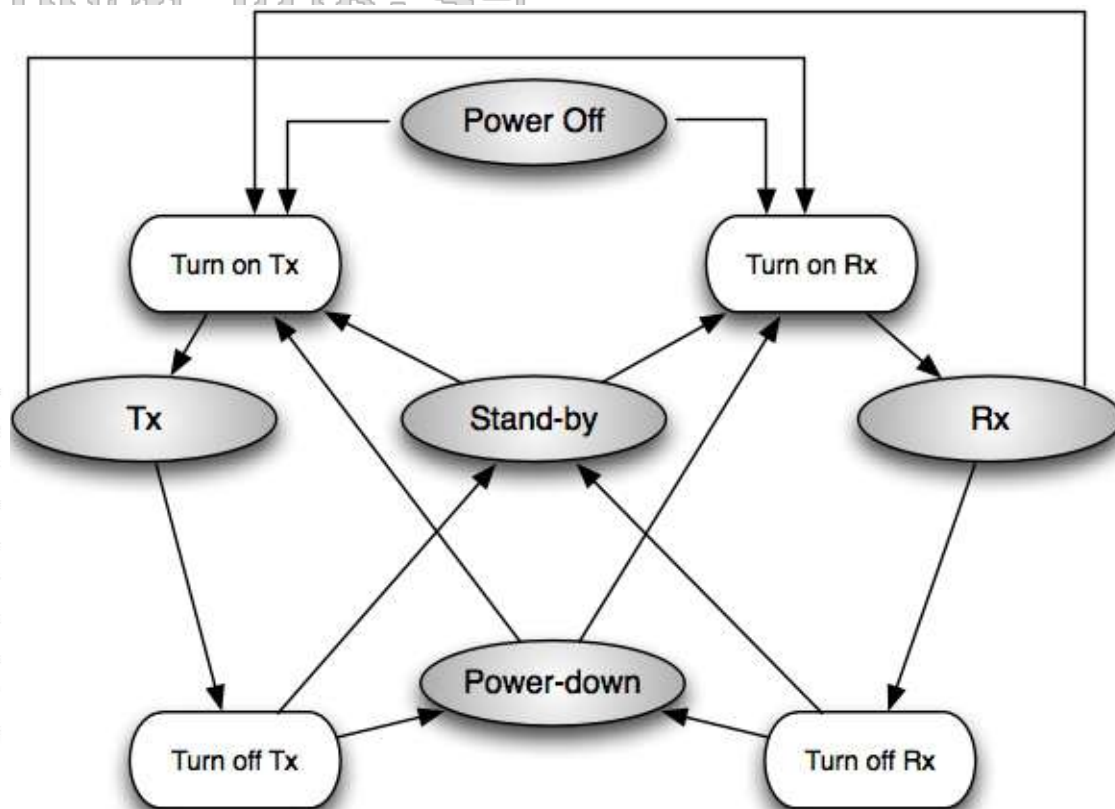 Power Off
Turn on Tx
Turn on Rx
Tx
Stand-by
Rx
Power-down
Turn off Tx
Turn off Rx